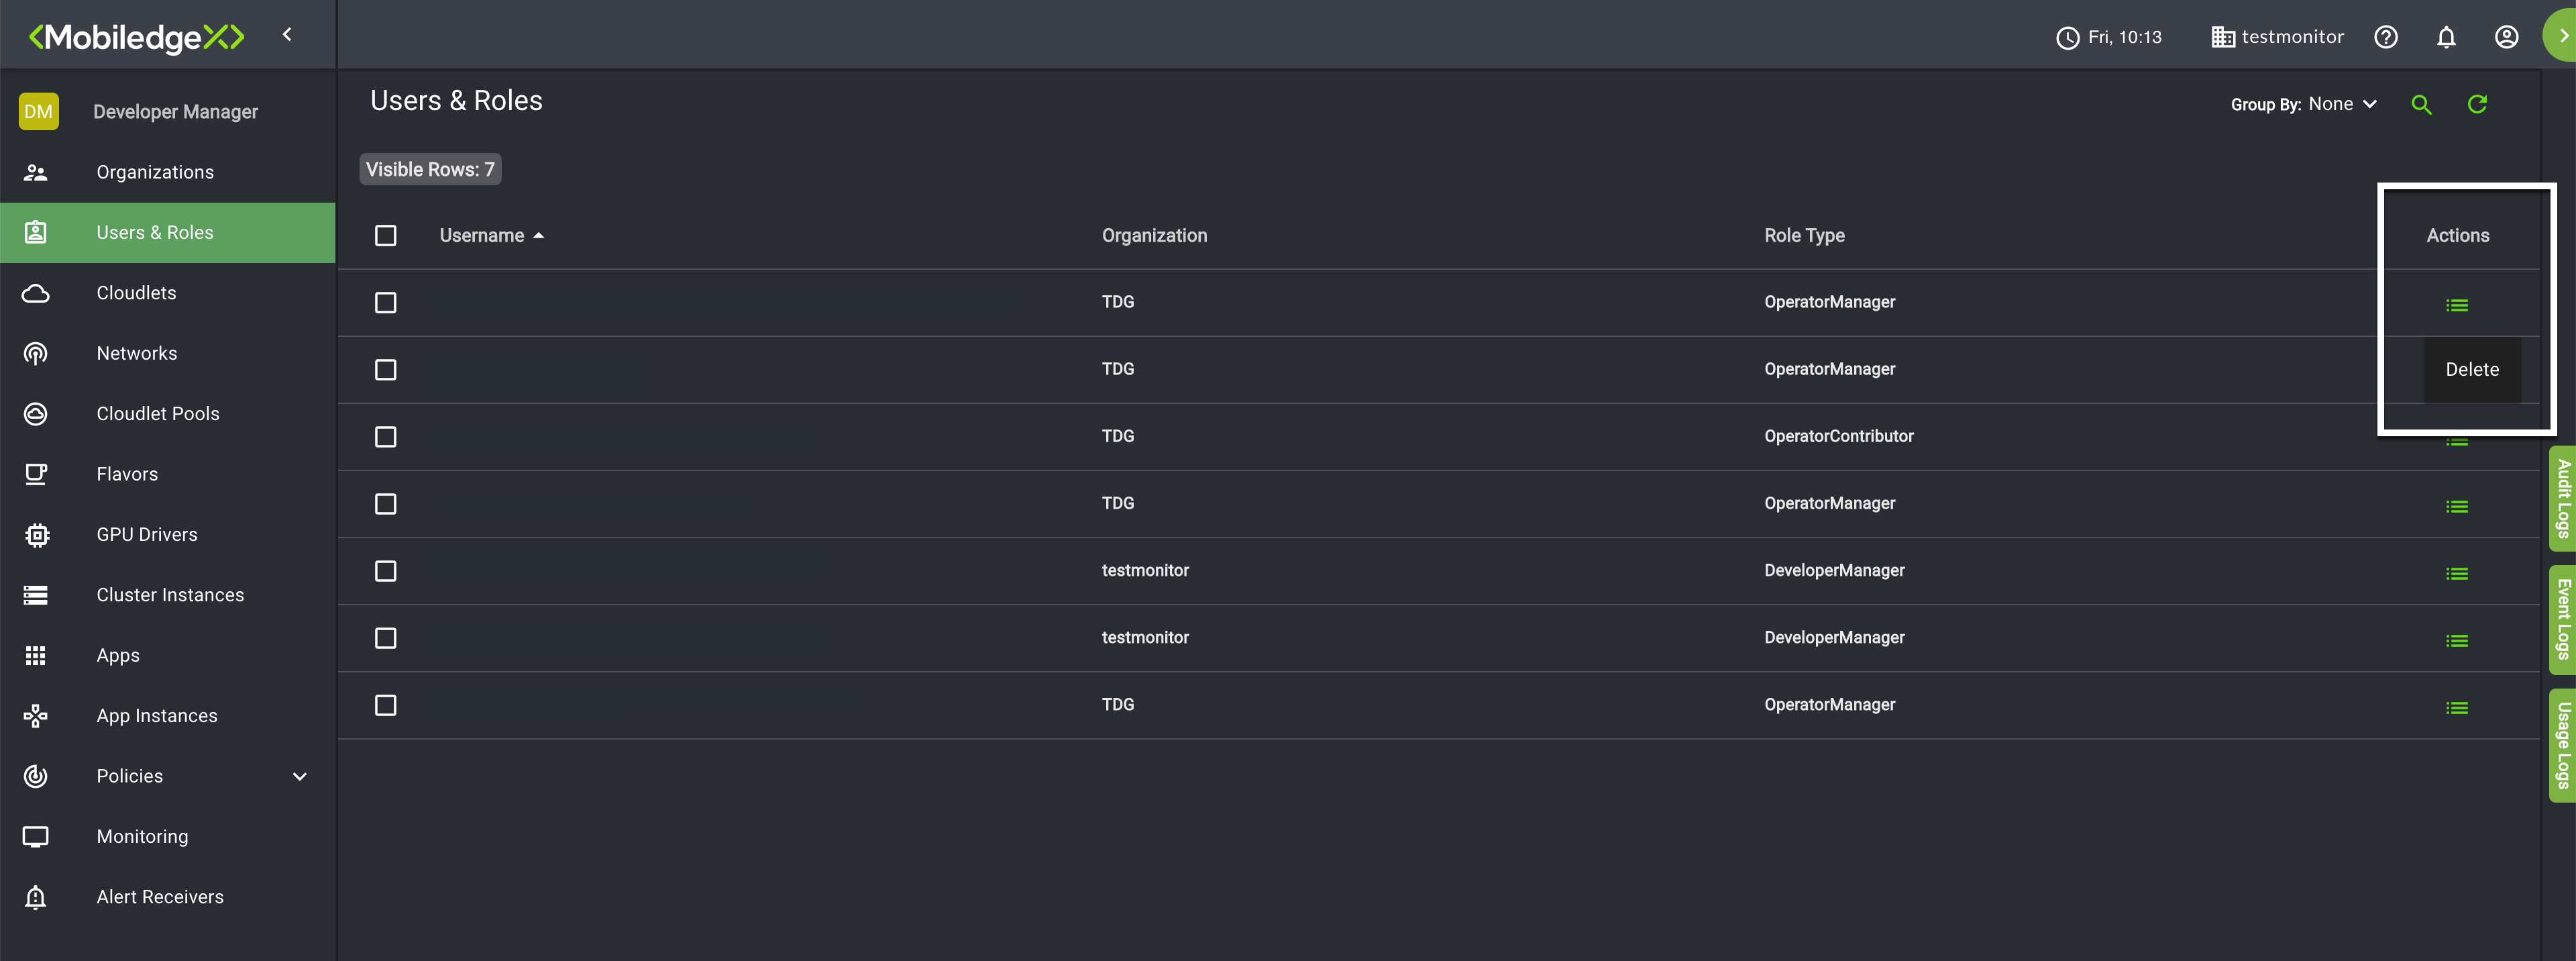 <MobiledgeX>
Fri, 10:13
testmonitor
DM
Developer Manager
Organizations
Users & Roles
Cloudlets
Networks
Cloudlet Pools
Flavors
GPU Drivers
Cluster Instances
Apps
App Instances
Policies
Monitoring
Alert Receivers
Users & Roles
Group By: None
Visible Rows: 7
Username Organization Role Type Actions
TDG OperatorManager
TDG OperatorManager Delete
TDG OperatorContributor
TDG OperatorManager
testmonitor DeveloperManager
testmonitor DeveloperManager
TDG OperatorManager
Audit Logs
Event Logs
Usage Logs